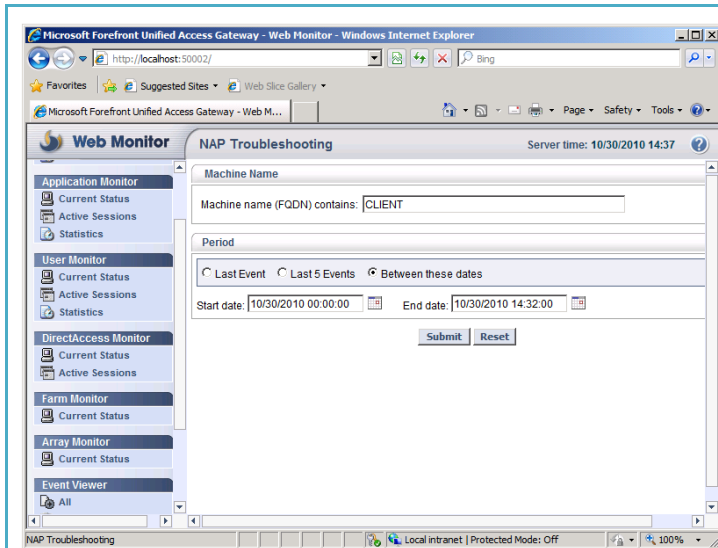 Microsoft Forefront Unified Access Gateway - Web Monitor - Windows Internet Explorer
http://localhost:50002/
Bing
Favorites
Suggested Sites
Web Slice Gallery
Microsoft Forefront Unified Access Gateway - Web M...
Page
Safety
Tools
Web Monitor
NAP Troubleshooting
Server time: 10/30/2010 14:37
Application Monitor
Current Status
Active Sessions
Statistics
User Monitor
Current Status
Active Sessions
Statistics
DirectAccess Monitor
Current Status
Active Sessions
Farm Monitor
Current Status
Array Monitor
Current Status
Event Viewer
All
Machine Name
Machine name (FQDN) contains: CLIENT
Period
Last Event Last 5 Events Between these dates
Start date: 10/30/2010 00:00:00 End date: 10/30/2010 14:32:00
Submit Reset
NAP Troubleshooting
Local intranet | Protected Mode: Off
100%